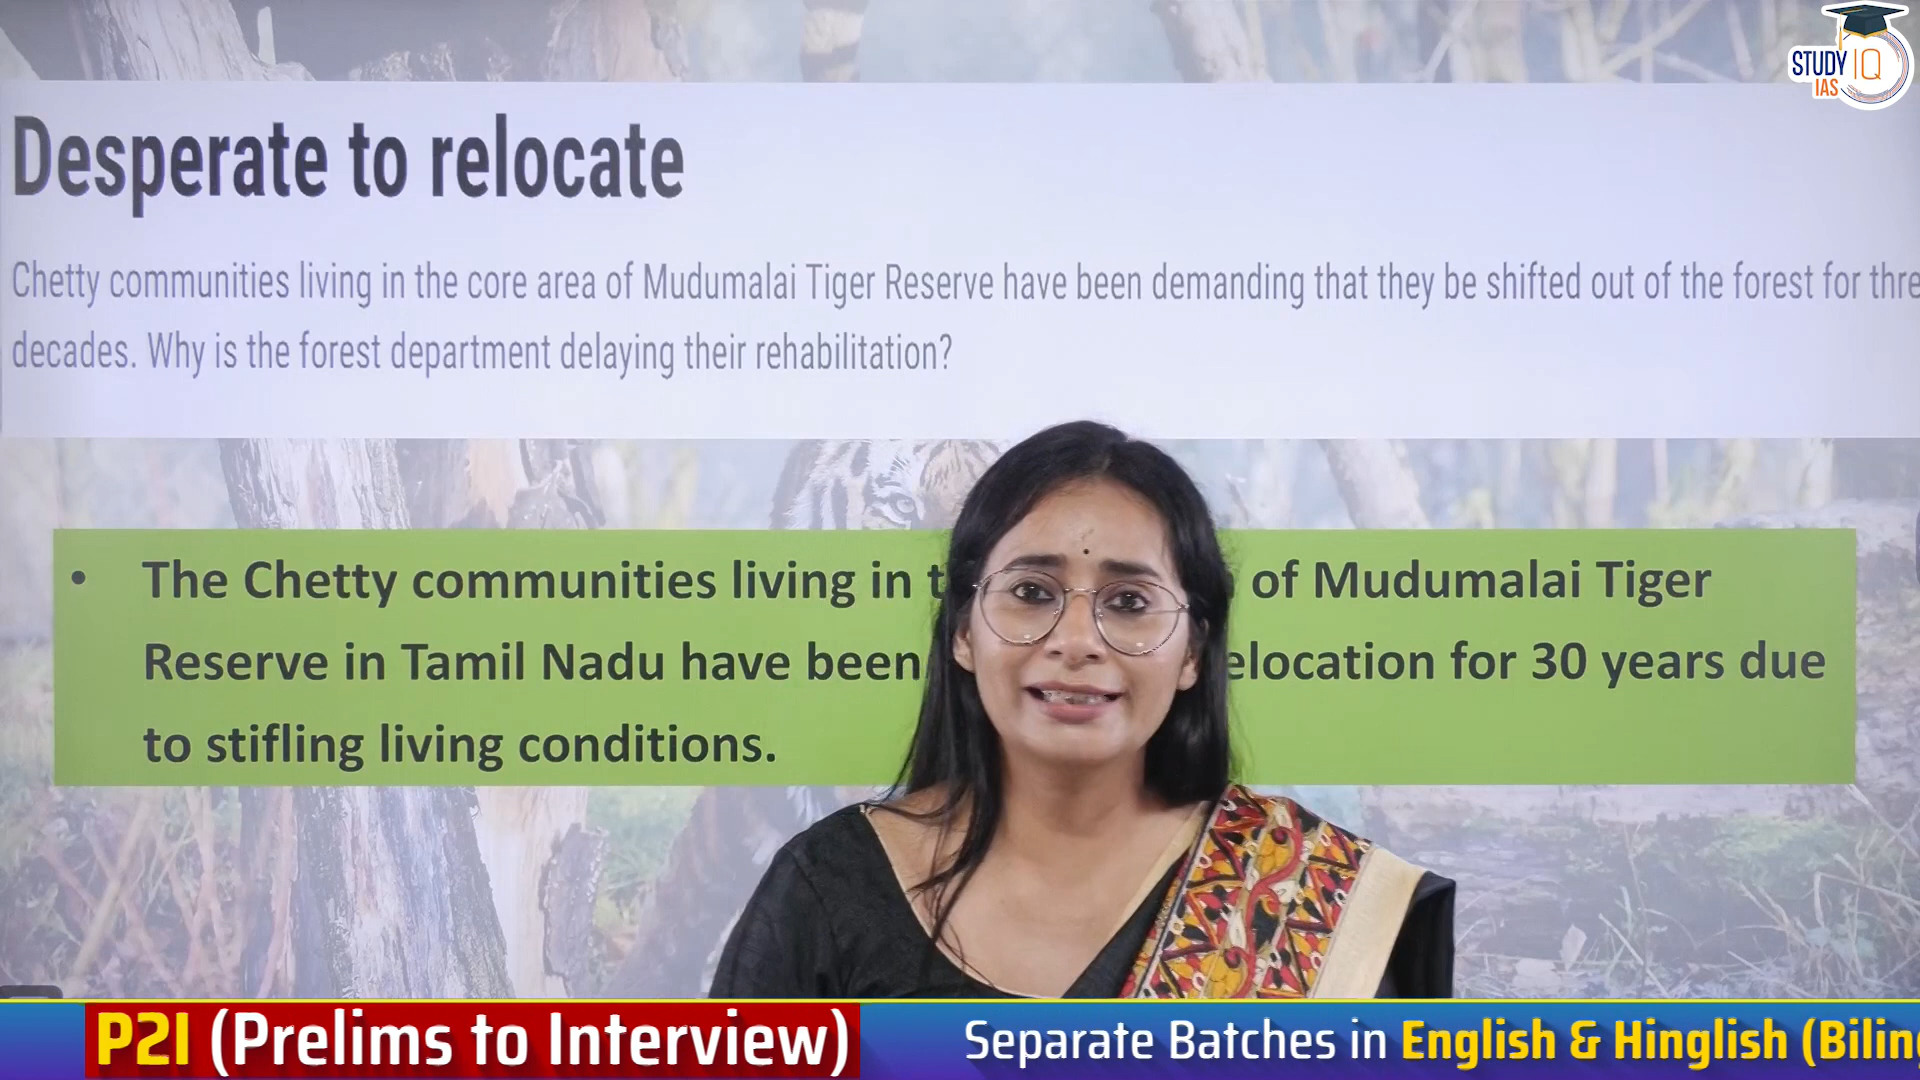 STUDY IQ
IAS
Desperate to relocate
Chetty communities living in the core area of Mudumalai Tiger Reserve have been demanding that they be shifted out of the forest for thre
decades. Why is the forest department delaying their rehabilitation?
• The Chetty communities living in t of Mudumalai Tiger
Reserve in Tamil Nadu have been elocation for 30 years due
to stifling living conditions.
P2I (Prelims to Interview) Separate Batches in English & Hinglish (Bilin